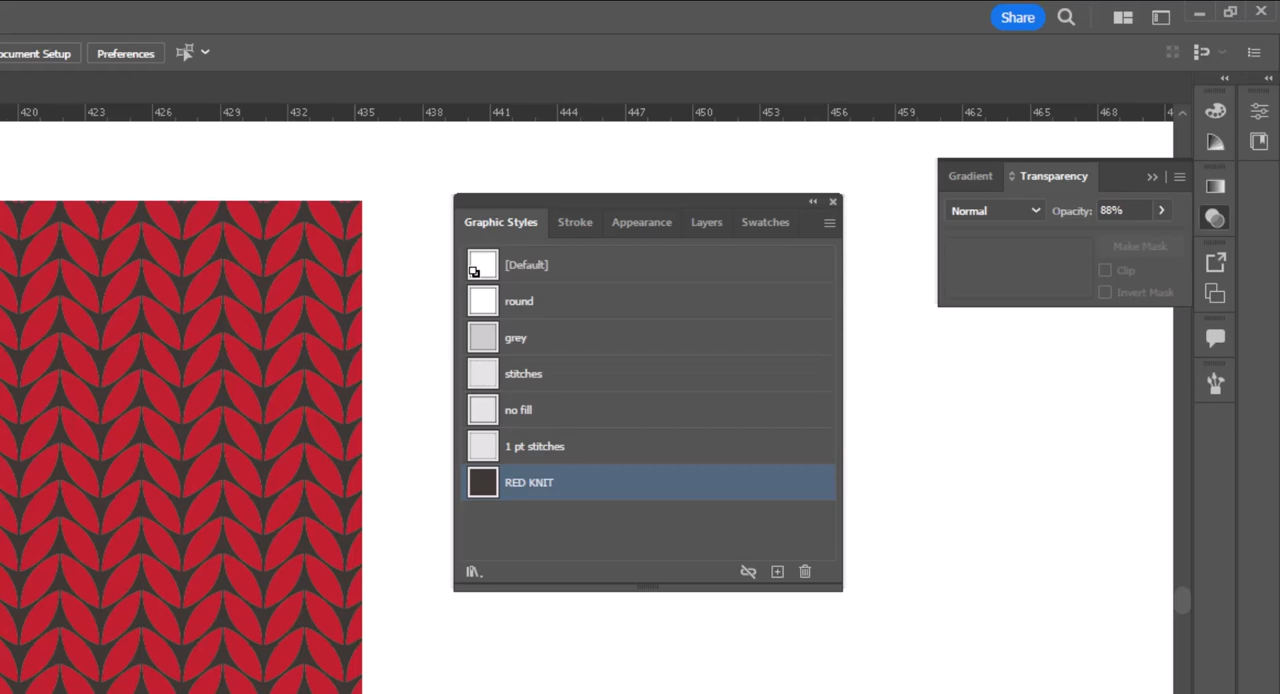 Share
ocument Setup
Preferences
420 423 426 429 432 435 438 441 444 447 450 453 456 459 462 465 468 4
Gradient
Transparency
Normal
Opacity: 88%
Make Mask
Clip
Invert Mask
Graphic Styles
Stroke
Appearance
Layers
Swatches
[Default]
round
grey
stitches
no fill
1 pt stitches
RED KNIT